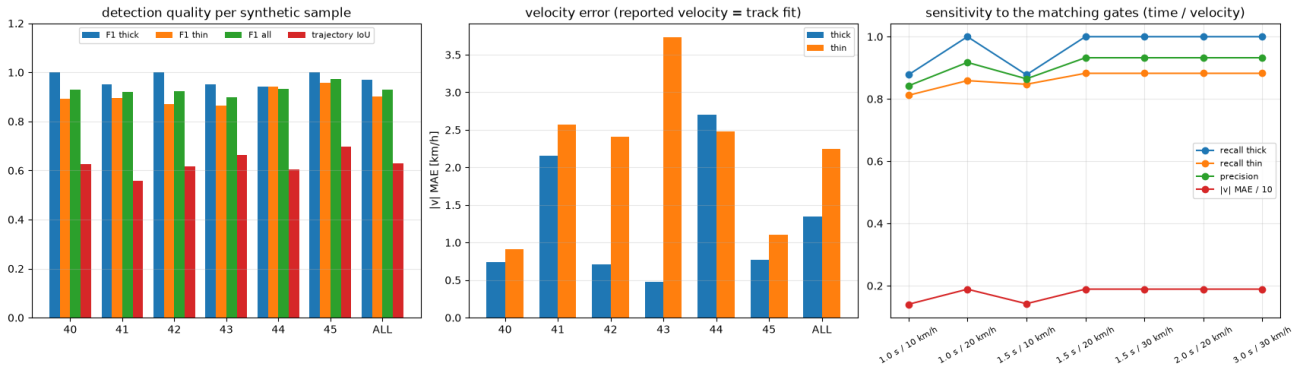 detection quality per synthetic sample
F1 thick F1 thin F1 all trajectory IoU
1.2
1.0
0.8
0.6
0.4
0.2
0.0
40 41 42 43 44 45 ALL
velocity error (reported velocity = track fit)
thick
thin
|v| MAE [km/h]
3.5
3.0
2.5
2.0
1.5
1.0
0.5
0.0
40 41 42 43 44 45 ALL
sensitivity to the matching gates (time / velocity)
1.0
0.8
0.6
0.4
0.2
recall thick
recall thin
precision
|v| MAE / 10
1.0 s / 10 km/h
1.0 s / 20 km/h
1.5 s / 10 km/h
1.5 s / 20 km/h
1.5 s / 30 km/h
2.0 s / 20 km/h
3.0 s / 30 km/h